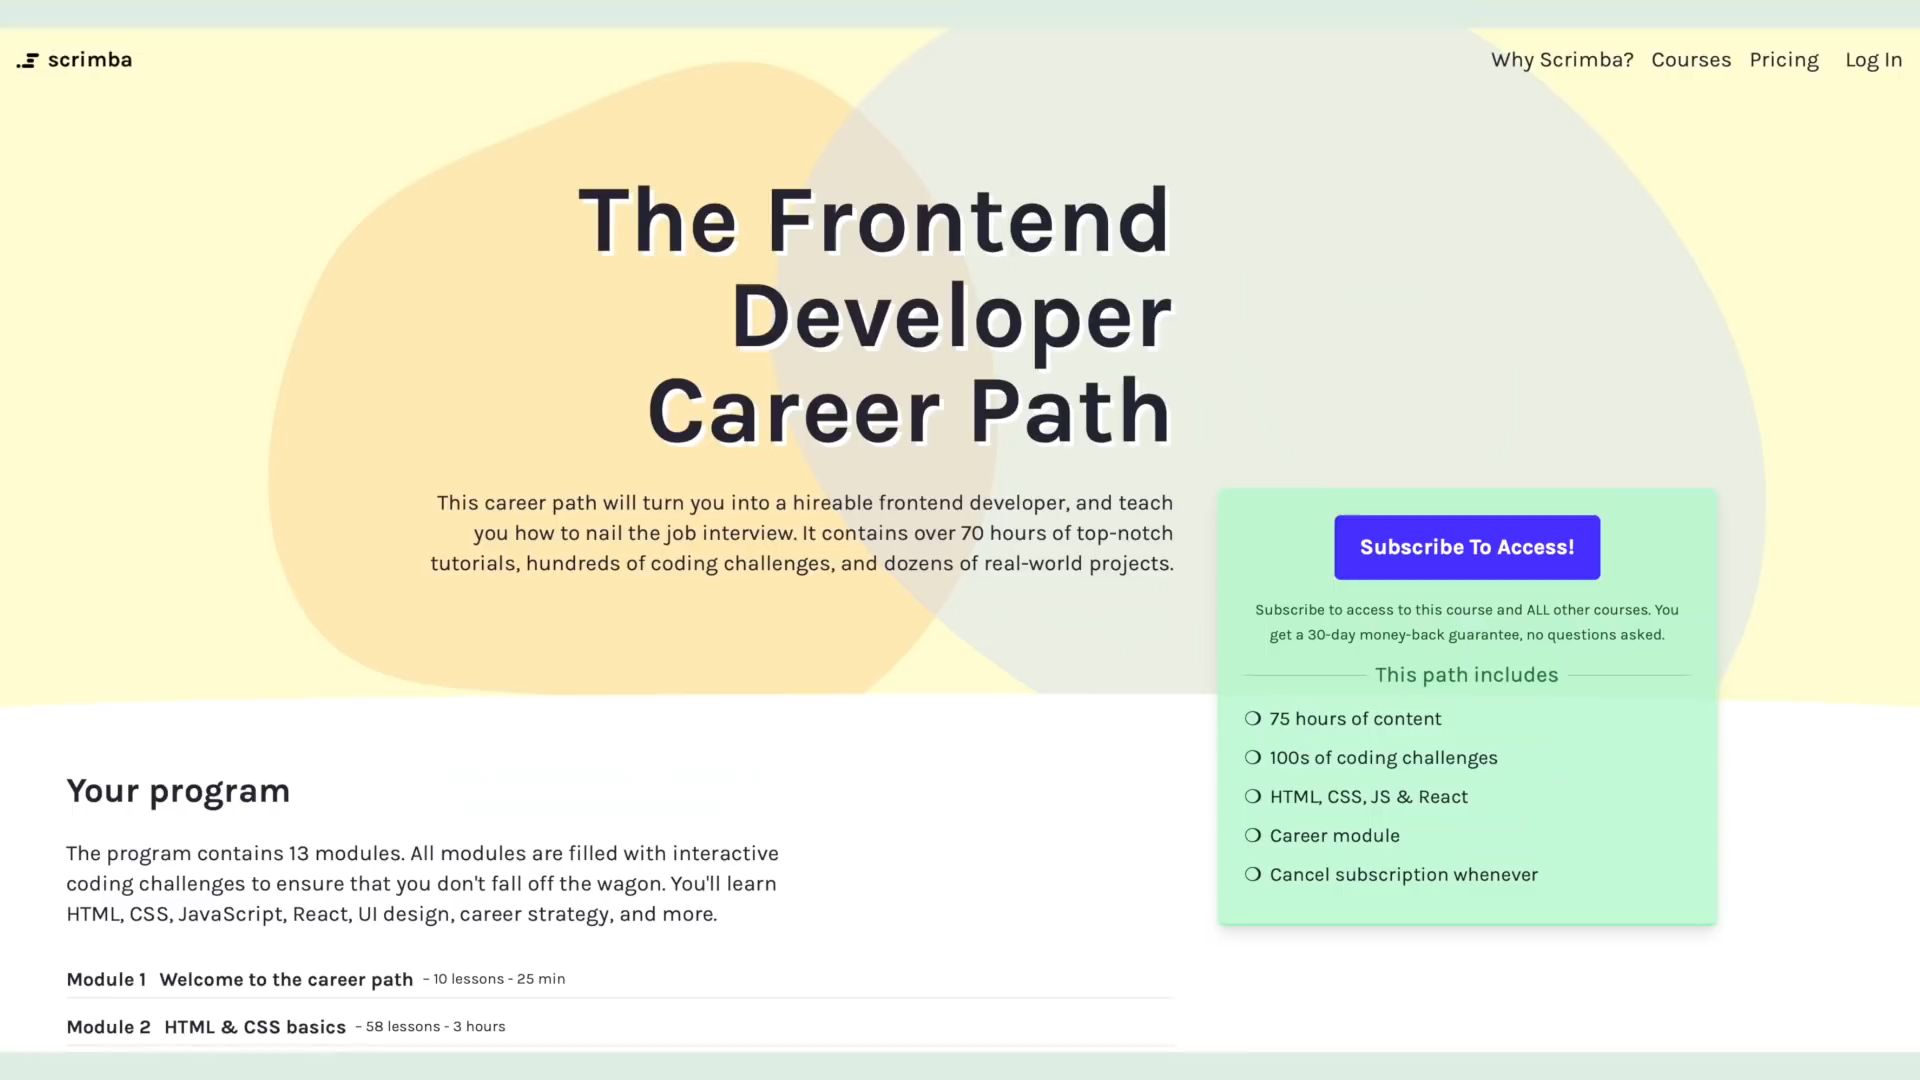 scrimba
Why Scrimba? Courses Pricing Log In
The Frontend
Developer
Career Path
This career path will turn you into a hireable frontend developer, and teach
you how to nail the job interview. It contains over 70 hours of top-notch
tutorials, hundreds of coding challenges, and dozens of real-world projects.
Subscribe To Access!
Subscribe to access to this course and ALL other courses. You
get a 30-day money-back guarantee, no questions asked.
This path includes
75 hours of content
100s of coding challenges
HTML, CSS, JS & React
Career module
Cancel subscription whenever
Your program
The program contains 13 modules. All modules are filled with interactive
coding challenges to ensure that you don't fall off the wagon. You'll learn
HTML, CSS, JavaScript, React, UI design, career strategy, and more.
Module 1 Welcome to the career path - 10 lessons - 25 min
Module 2 HTML & CSS basics - 58 lessons - 3 hours